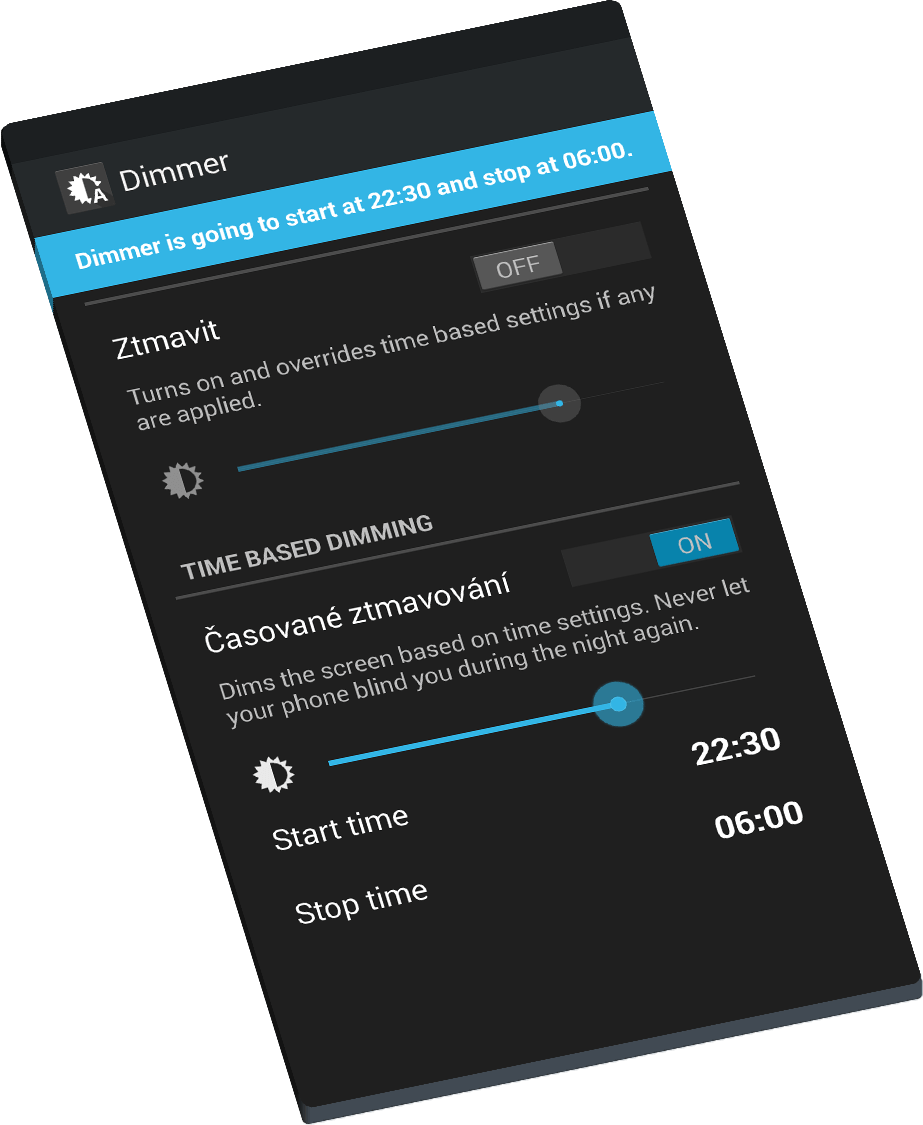 Dimmer
Dimmer is going to start at 22:30 and stop at 06:00.
OFF
Ztmavit
Turns on and overrides time based settings if any
are applied.
TIME BASED DIMMING
ON
Časované ztmavování
Dims the screen based on time settings. Never let
your phone blind you during the night again.
Start time 22:30
Stop time 06:00